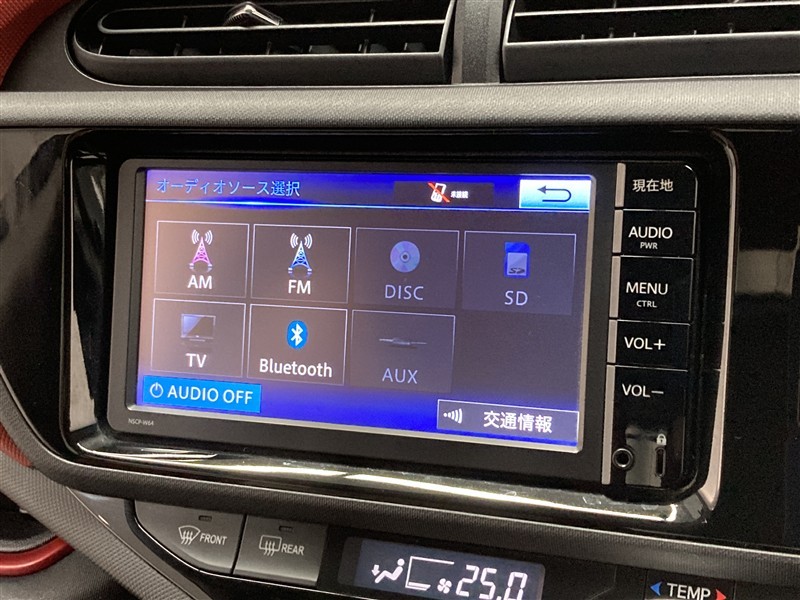 オーディオソース選択
未接続
現在地
AUDIO
PWR
AM
FM
DISC
SD
MENU
CTRL
VOL+
TV
Bluetooth
AUX
VOL−
AUDIO OFF
交通情報
NSCP-W64
FRONT
REAR
25.0
TEMP